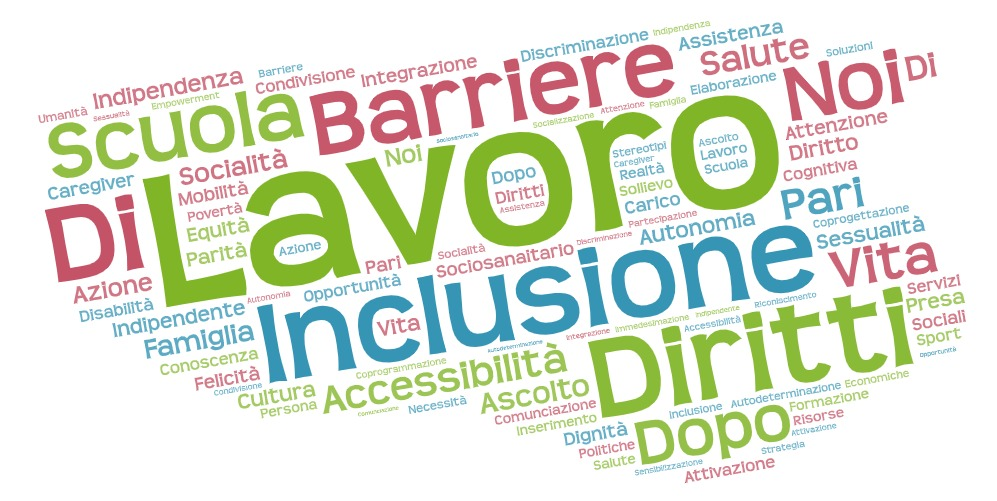 Indipendenza
Discriminazione
Assistenza
Barriere
Integrazione
Salute
Soluzioni
Indipendenza
Condivisione
Barriere
Noi
Di
Umanità
Sessualità
Empowerment
Elaborazione
Scuola
Attenzione
Famiglia
Socializzazione
Attenzione
Diritto
Cognitiva
Socialità
Noi
Lavoro
Stereotipi
Caregiver
Realtà
Sollievo
Carico
Ascolto
Lavoro
Scuola
Caregiver
Mobilità
Povertà
Equità
Parità
Dopo
Diritti
Assistenza
Partecipazione
Pari
Di
Azione
Azione
Socialità
Sociosanitario
Discriminazione
Autonomia
Coprogettazione
Sessualità
Disabilità
Indipendente
Autonomia
Opportunità
Pari
Inclusione
Vita
Famiglia
Vita
Riconoscimento
Servizi
Presa
Conoscenza
Integrazione
Immedesimazione
Indipendente
Accessibilità
Sociali
Felicità
Condivisione
Coprogrammazione
Autodeterminazione
Diritti
Sport
Opportunità
Cultura
Persona
Accessibilità
Ascolto
Comunciazione
Necessità
Comunciazione
Inserimento
Inclusione
Autodeterminazione
Economiche
Dignità
Dopo
Formazione
Risorse
Politiche
Attivazione
Salute
Strategia
Sensibilizzazione
Attivazione